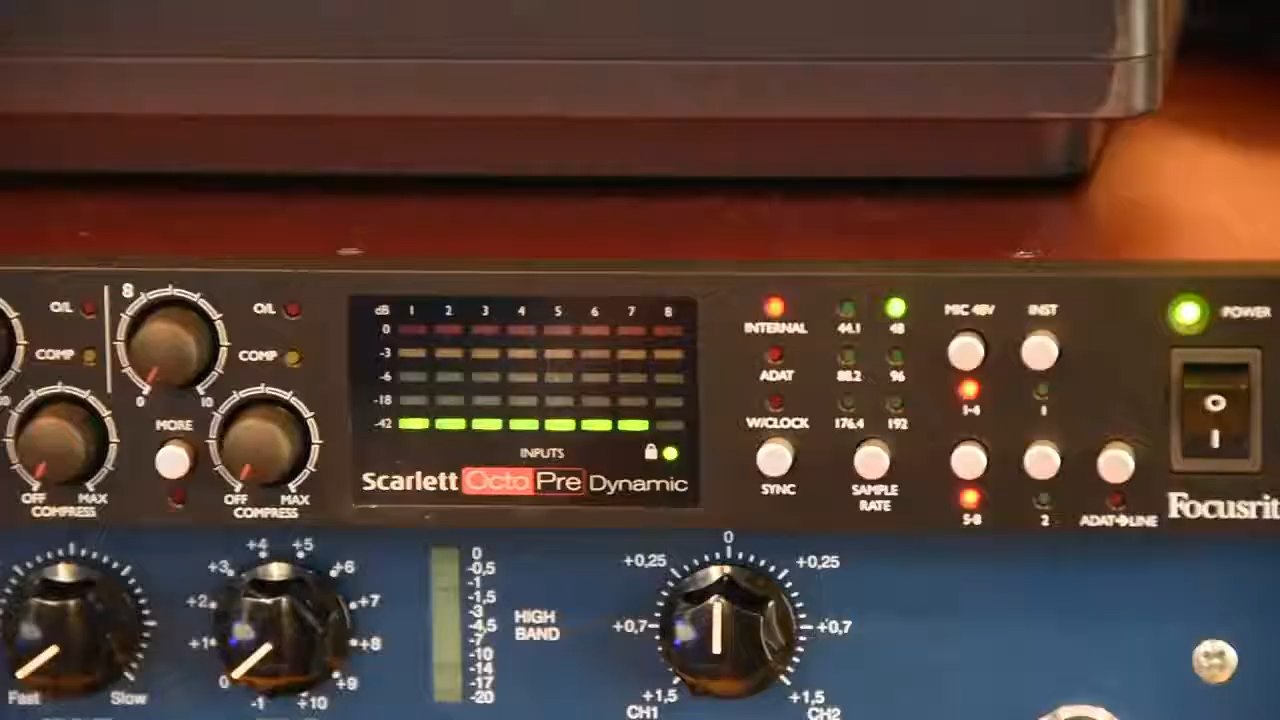 8
O/L
O/L
COMP
COMP
0
10
MORE
OFF MAX
COMPRESS
OFF MAX
COMPRESS
dB 1 2 3 4 5 6 7 8
0
-3
-6
-18
-42
INPUTS
Scarlett OctoPre Dynamic
INTERNAL
ADAT
W/CLOCK
SYNC
44.1 48
88.2 96
176.4 192
SAMPLE
RATE
MIC 48V
1-4
5-8
INST
1
2
ADAT➔LINE
POWER
O
I
Focusrit
Fast Slow
+4 +5
+3 +6
+2 +7
+1 +8
0 +9
-1 +10
0
-0,5
-1
-1,5
-3
-4,5
-7
-10
-14
-17
-20
HIGH
BAND
0
+0,25 +0,25
+0,7 +0,7
+1,5 +1,5
CH1 CH2